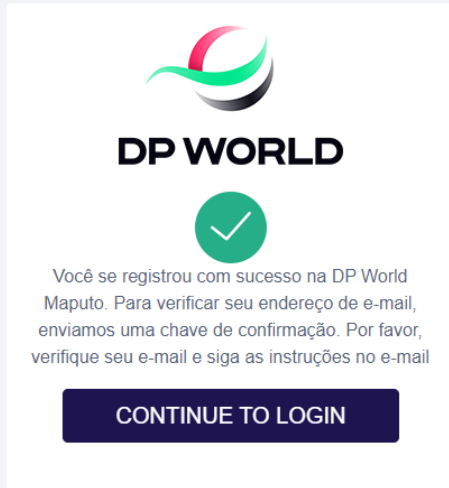 DP WORLD
Você se registrou com sucesso na DP World
Maputo. Para verificar seu endereço de e-mail,
enviamos uma chave de confirmação. Por favor,
verifique seu e-mail e siga as instruções no e-mail
CONTINUE TO LOGIN